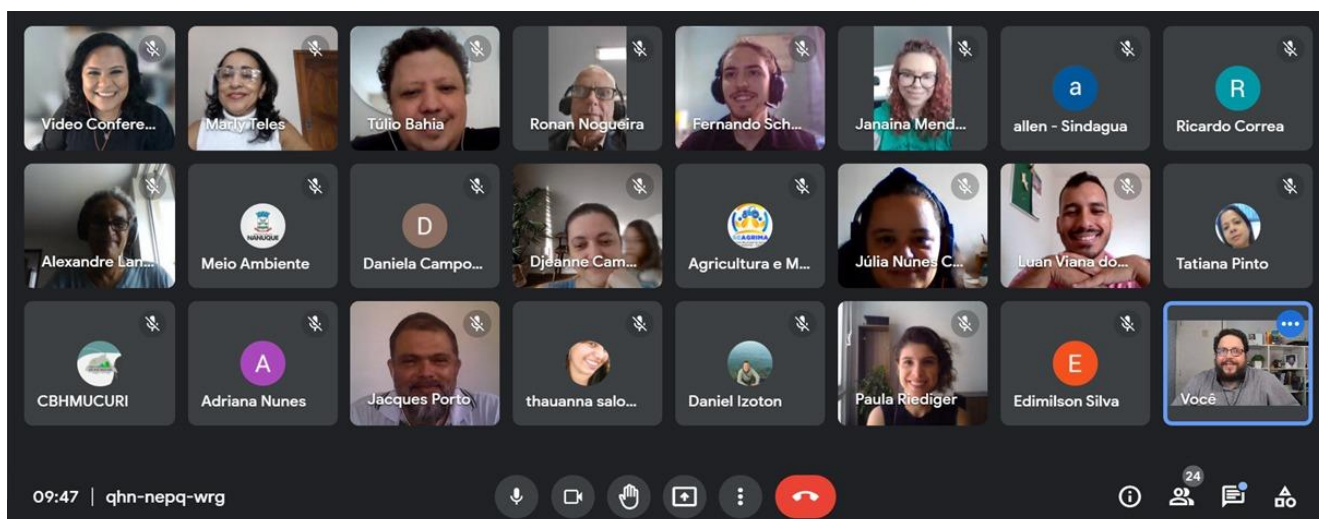 Video Confere...
Marly Teles
Túlio Bahia
Ronan Nogueira
Fernando Sch...
Janaina Mend...
a
allen - Sindagua
R
Ricardo Correa
Alexandre Lan...
NANUQUE
Meio Ambiente
D
Daniela Campo...
Djeanne Cam...
SEAGRIMA
Agricultura e M...
Júlia Nunes C...
Luan Viana do...
Tatiana Pinto
CBHMUCURI
A
Adriana Nunes
Jacques Porto
thauanna salo...
Daniel Izoton
Paula Riediger
E
Edimilson Silva
Você
09:47 | qhn-nepq-wrg
24